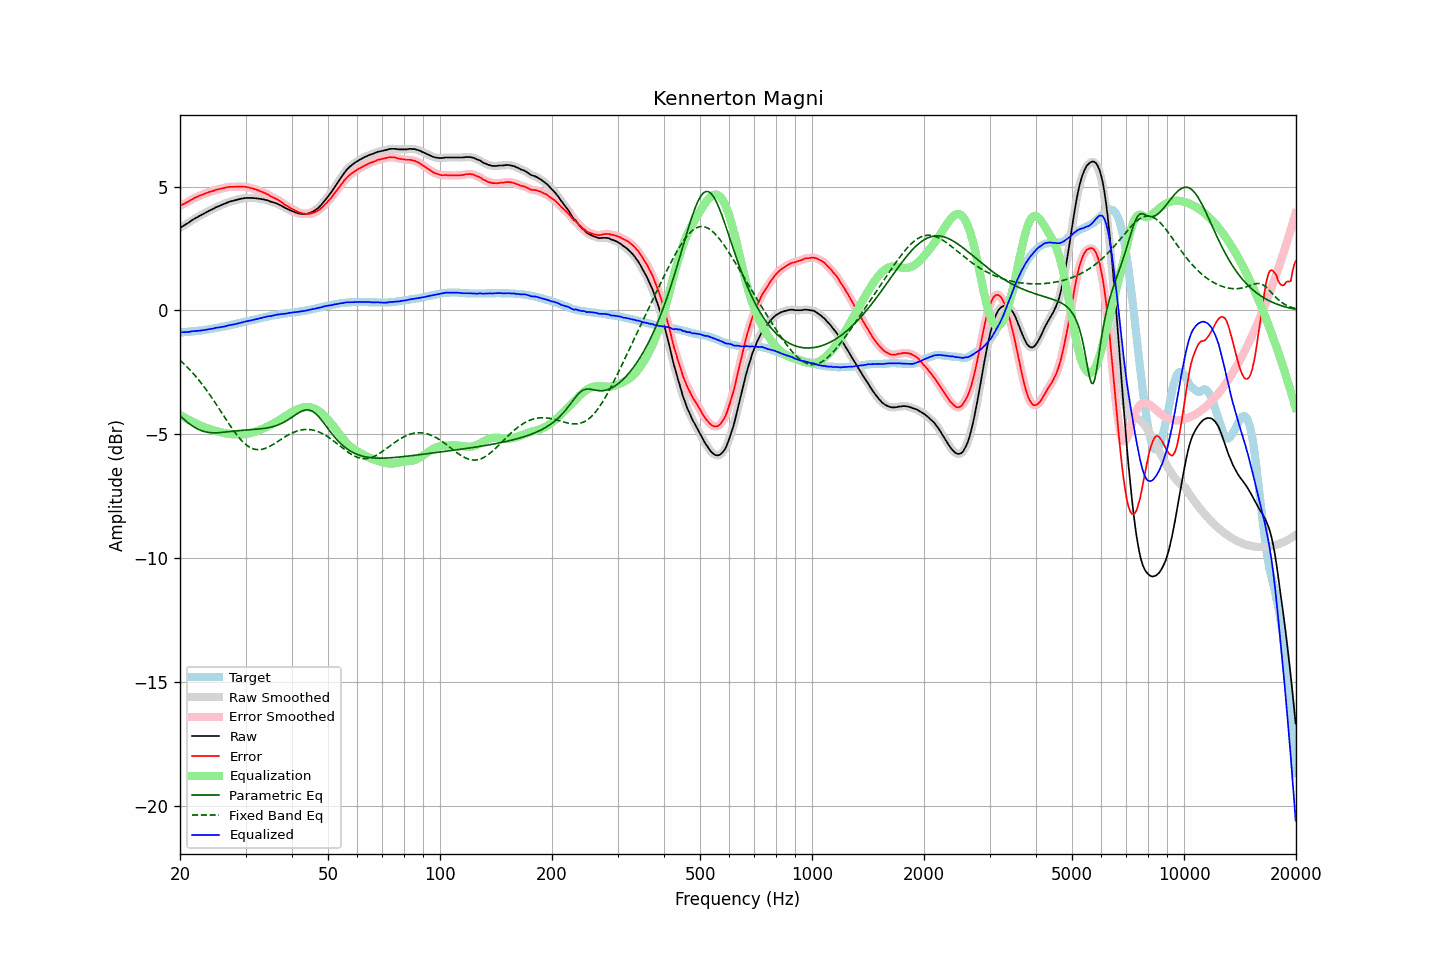 Kennerton Magni
Amplitude (dBr)
5
0
−5
−10
−15
−20
Target
Raw Smoothed
Error Smoothed
Raw
Error
Equalization
Parametric Eq
Fixed Band Eq
Equalized
20 50 100 200 500 1000 2000 5000 10000 20000
Frequency (Hz)